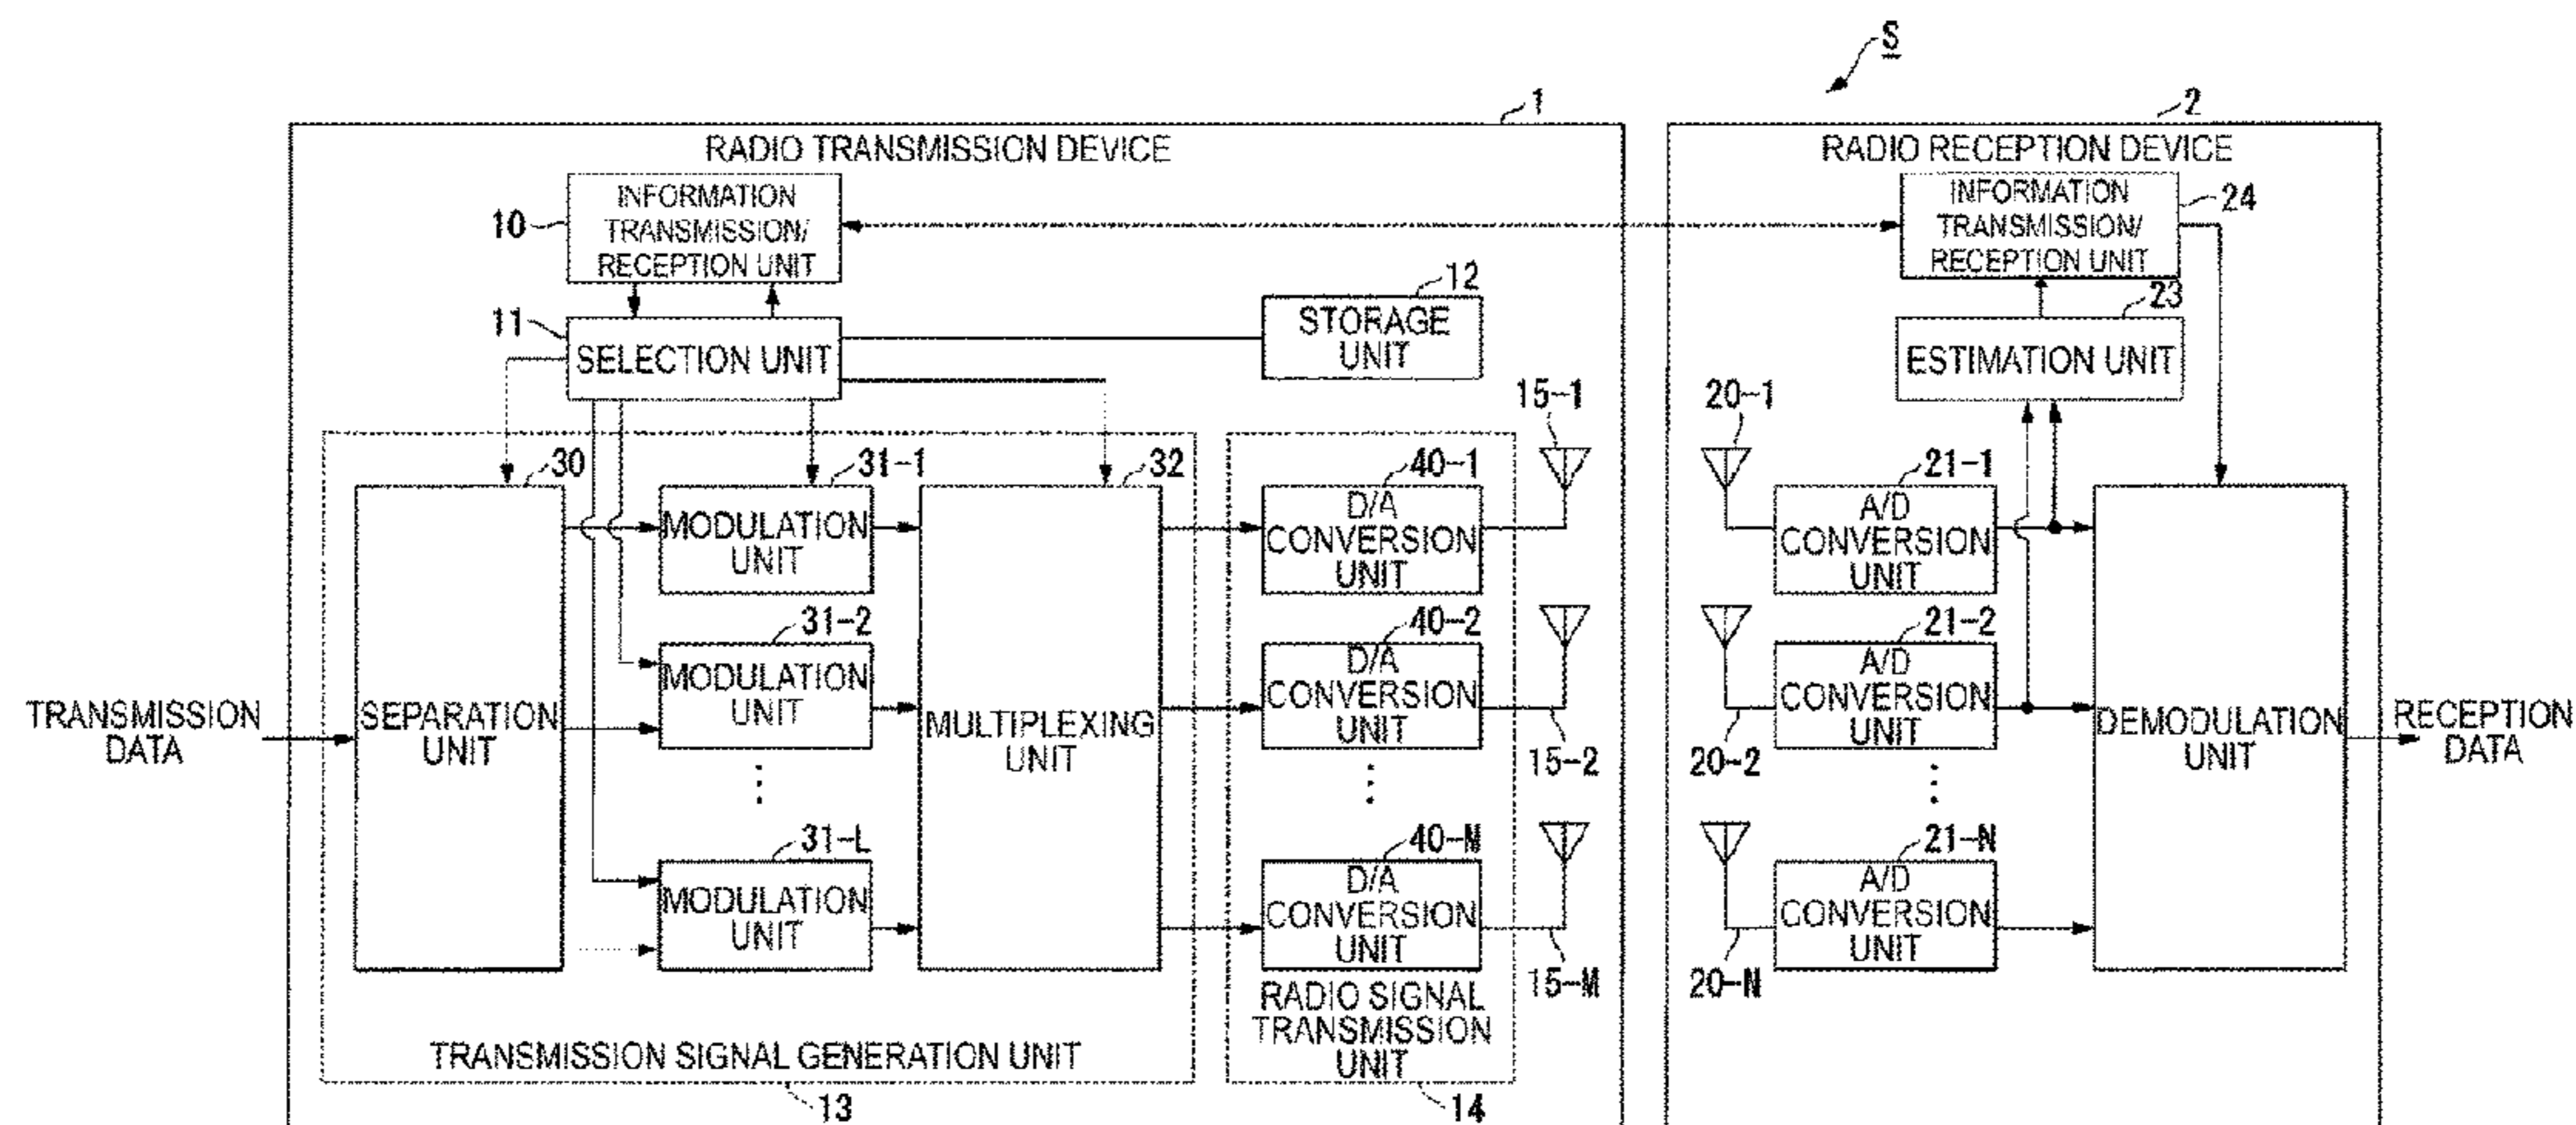 S
1
2
RADIO TRANSMISSION DEVICE
RADIO RECEPTION DEVICE
10
INFORMATION
TRANSMISSION/
RECEPTION UNIT
INFORMATION
TRANSMISSION/
RECEPTION UNIT
24
11
SELECTION UNIT
12
STORAGE
UNIT
23
ESTIMATION UNIT
15-1
20-1
30
31-1
32
40-1
21-1
MODULATION
UNIT
D/A
CONVERSION
UNIT
A/D
CONVERSION
UNIT
31-2
40-2
21-2
MODULATION
UNIT
D/A
CONVERSION
UNIT
A/D
CONVERSION
UNIT
TRANSMISSION
DATA
SEPARATION
UNIT
MULTIPLEXING
UNIT
15-2
20-2
DEMODULATION
UNIT
RECEPTION
DATA
31-L
40-M
21-N
MODULATION
UNIT
D/A
CONVERSION
UNIT
A/D
CONVERSION
UNIT
15-M
20-N
RADIO SIGNAL
TRANSMISSION
UNIT
TRANSMISSION SIGNAL GENERATION UNIT
13
14